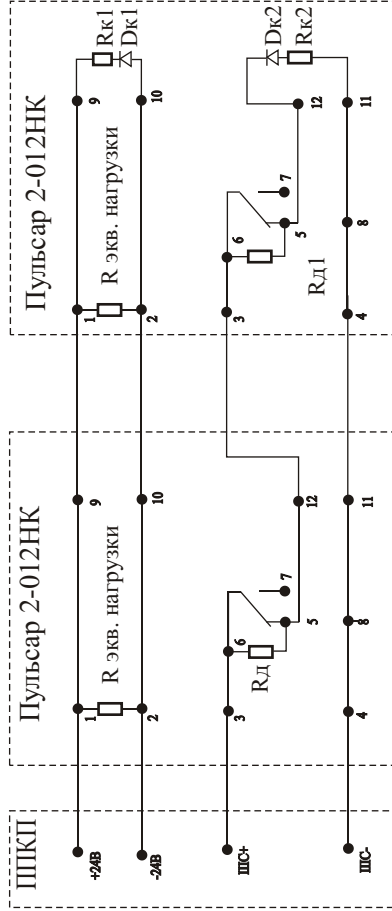 ППКП
Пульсар 2-012НК
Пульсар 2-012НК
+24В
1
9
1
9
Rк1
R экв. нагрузки
R экв. нагрузки
Dк1
-24В
2
10
2
10
ШС+
3
6
7
3
6
7
Dк2
Rд
5
12
Rд1
5
12
Rк2
ШС-
4
8
11
4
8
11